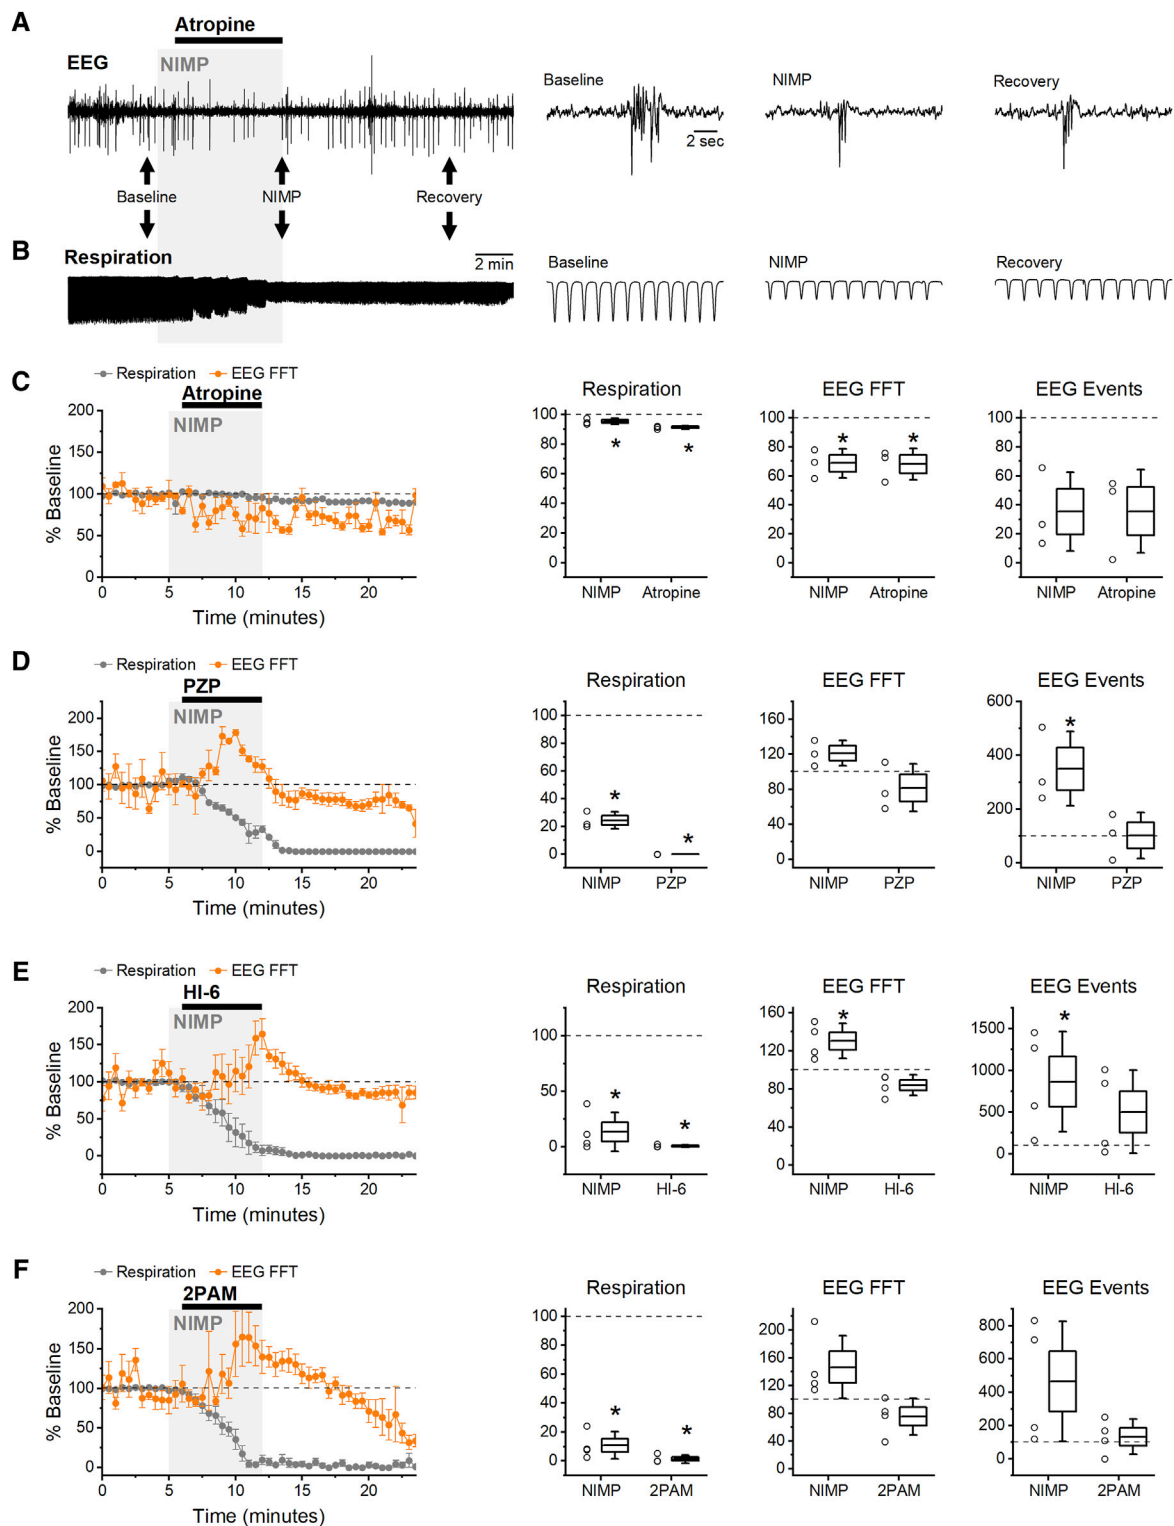 A
Atropine
EEG
NIMP
Baseline
NIMP
Recovery
2 sec
Baseline
NIMP
Recovery
B
Respiration
2 min
Baseline
NIMP
Recovery
C
Respiration
EEG FFT
Atropine
NIMP
200
150
100
50
0
% Baseline
0
5
10
15
20
Time (minutes)
Respiration
100
80
60
40
20
0
*
*
NIMP
Atropine
EEG FFT
100
80
60
40
20
0
*
*
NIMP
Atropine
EEG Events
100
80
60
40
20
0
NIMP
Atropine
D
Respiration
EEG FFT
PZP
NIMP
200
150
100
50
0
% Baseline
0
5
10
15
20
Time (minutes)
Respiration
100
80
60
40
20
0
*
*
NIMP
PZP
EEG FFT
160
120
80
40
0
NIMP
PZP
EEG Events
600
400
200
0
*
NIMP
PZP
E
Respiration
EEG FFT
HI-6
NIMP
200
150
100
50
0
% Baseline
0
5
10
15
20
Time (minutes)
Respiration
100
50
0
*
*
NIMP
HI-6
EEG FFT
160
120
80
40
0
*
NIMP
HI-6
EEG Events
1500
1000
500
0
*
NIMP
HI-6
F
Respiration
EEG FFT
2PAM
NIMP
200
150
100
50
0
% Baseline
0
5
10
15
20
Time (minutes)
Respiration
100
80
60
40
20
0
*
*
NIMP
2PAM
EEG FFT
200
160
120
80
40
0
NIMP
2PAM
EEG Events
800
600
400
200
0
NIMP
2PAM